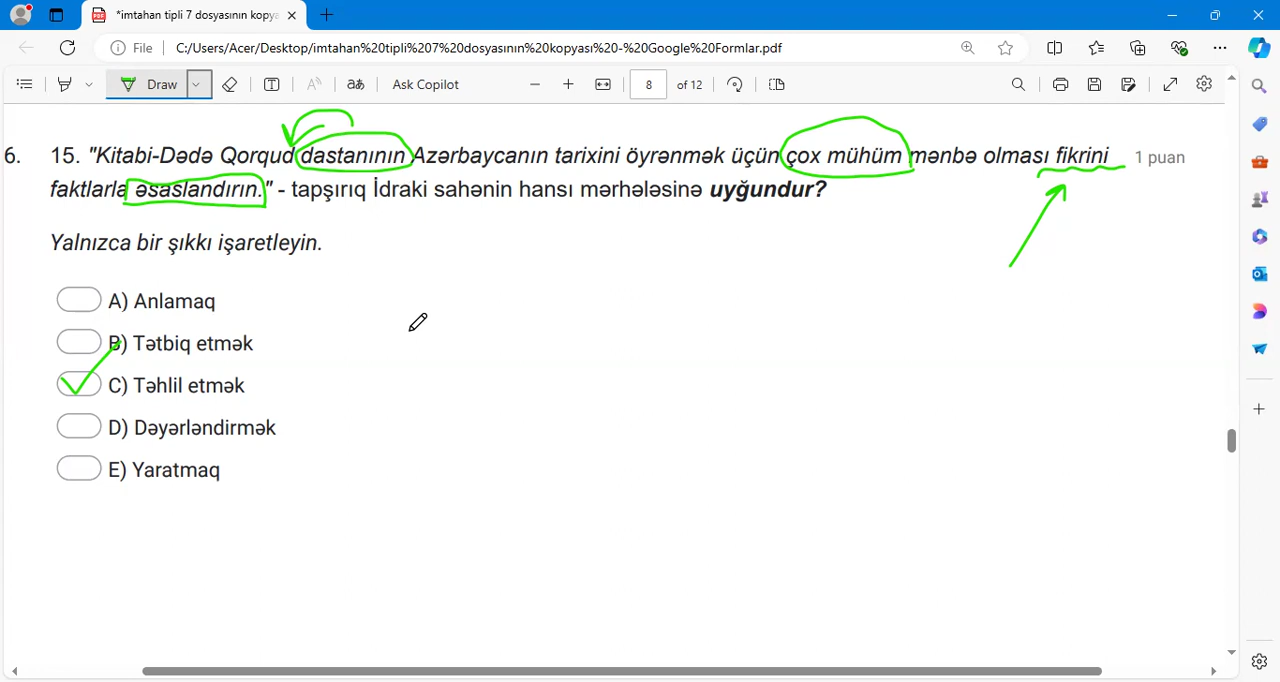 *imtahan tipli 7 dosyasının kopya
File
C:/Users/Acer/Desktop/imtahan%20tipli%207%20dosyasının%20kopyası%20-%20Google%20Formlar.pdf
Draw
Ask Copilot
8
of 12
6.
15. "Kitabi-Dədə Qorqud dastanının Azərbaycanın tarixini öyrənmək üçün çox mühüm mənbə olması fikrini
1 puan
faktlarla əsaslandırın." - tapşırıq İdraki sahənin hansı mərhələsinə uyğundur?
Yalnızca bir şıkkı işaretleyin.
A) Anlamaq
B) Tətbiq etmək
C) Təhlil etmək
D) Dəyərləndirmək
E) Yaratmaq